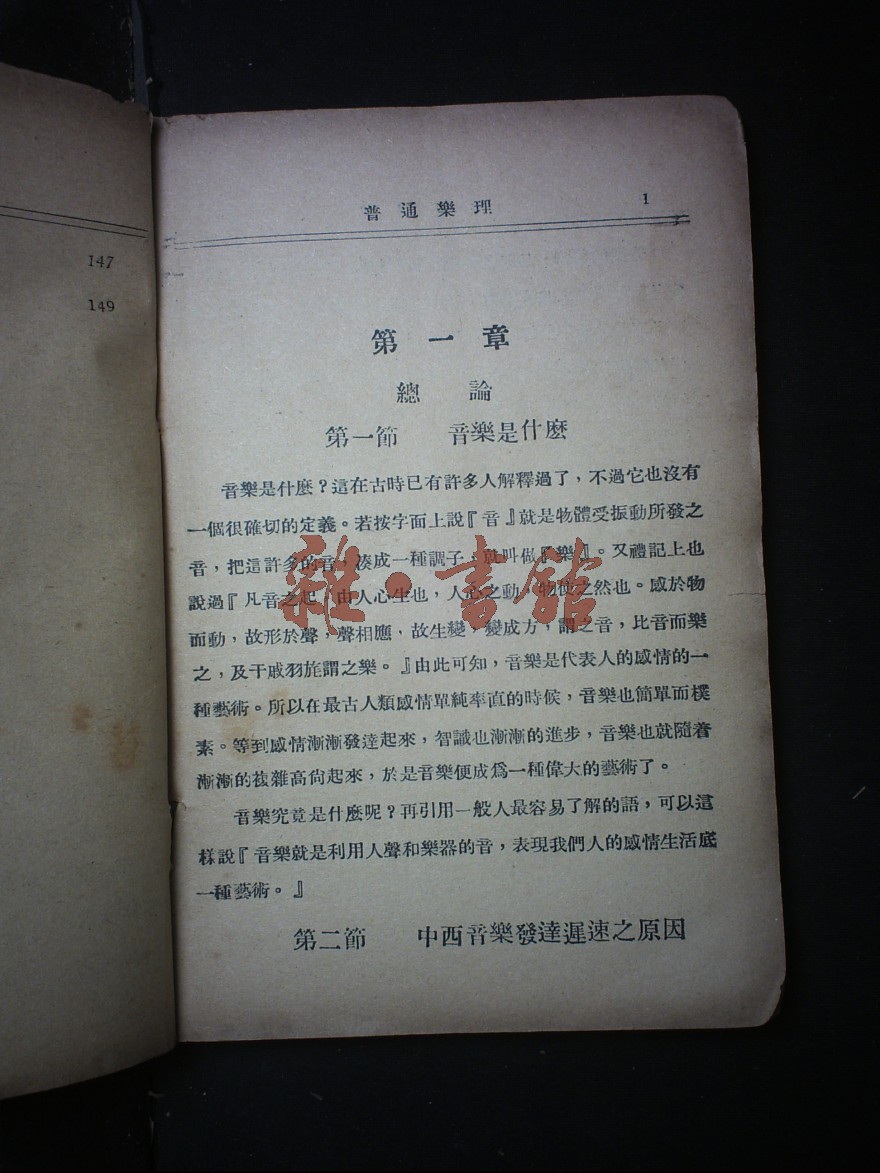 147
149
普通樂理 1
第一章
總 論
第一節 音樂是什麽
音樂是什麽？這在古時已有許多人解釋過了，不過它也沒有
一個很確切的定義。若按字面上說『音』就是物體受振動所發之
音，把這許多的音，湊成一種調子，就叫做『樂』。又禮記上也
說過『凡音之起，由人心生也，人心之動，物使之然也。感於物
而動，故形於聲，聲相應，故生變，變成方，謂之音，比音而樂
之，及干戚羽旄謂之樂。』由此可知，音樂是代表人的感情的一
種藝術。所以在最古人類感情單純率直的時候，音樂也簡單而樸
素。等到感情漸漸發達起來，智識也漸漸的進步，音樂也就隨着
漸漸的複雜高尙起來，於是音樂便成爲一種偉大的藝術了。
音樂究竟是什麽呢？再引用一般人最容易了解的語，可以這
樣說『音樂就是利用人聲和樂器的音，表現我們人的感情生活底
一種藝術。』
第二節 中西音樂發達遲速之原因
雜·書館